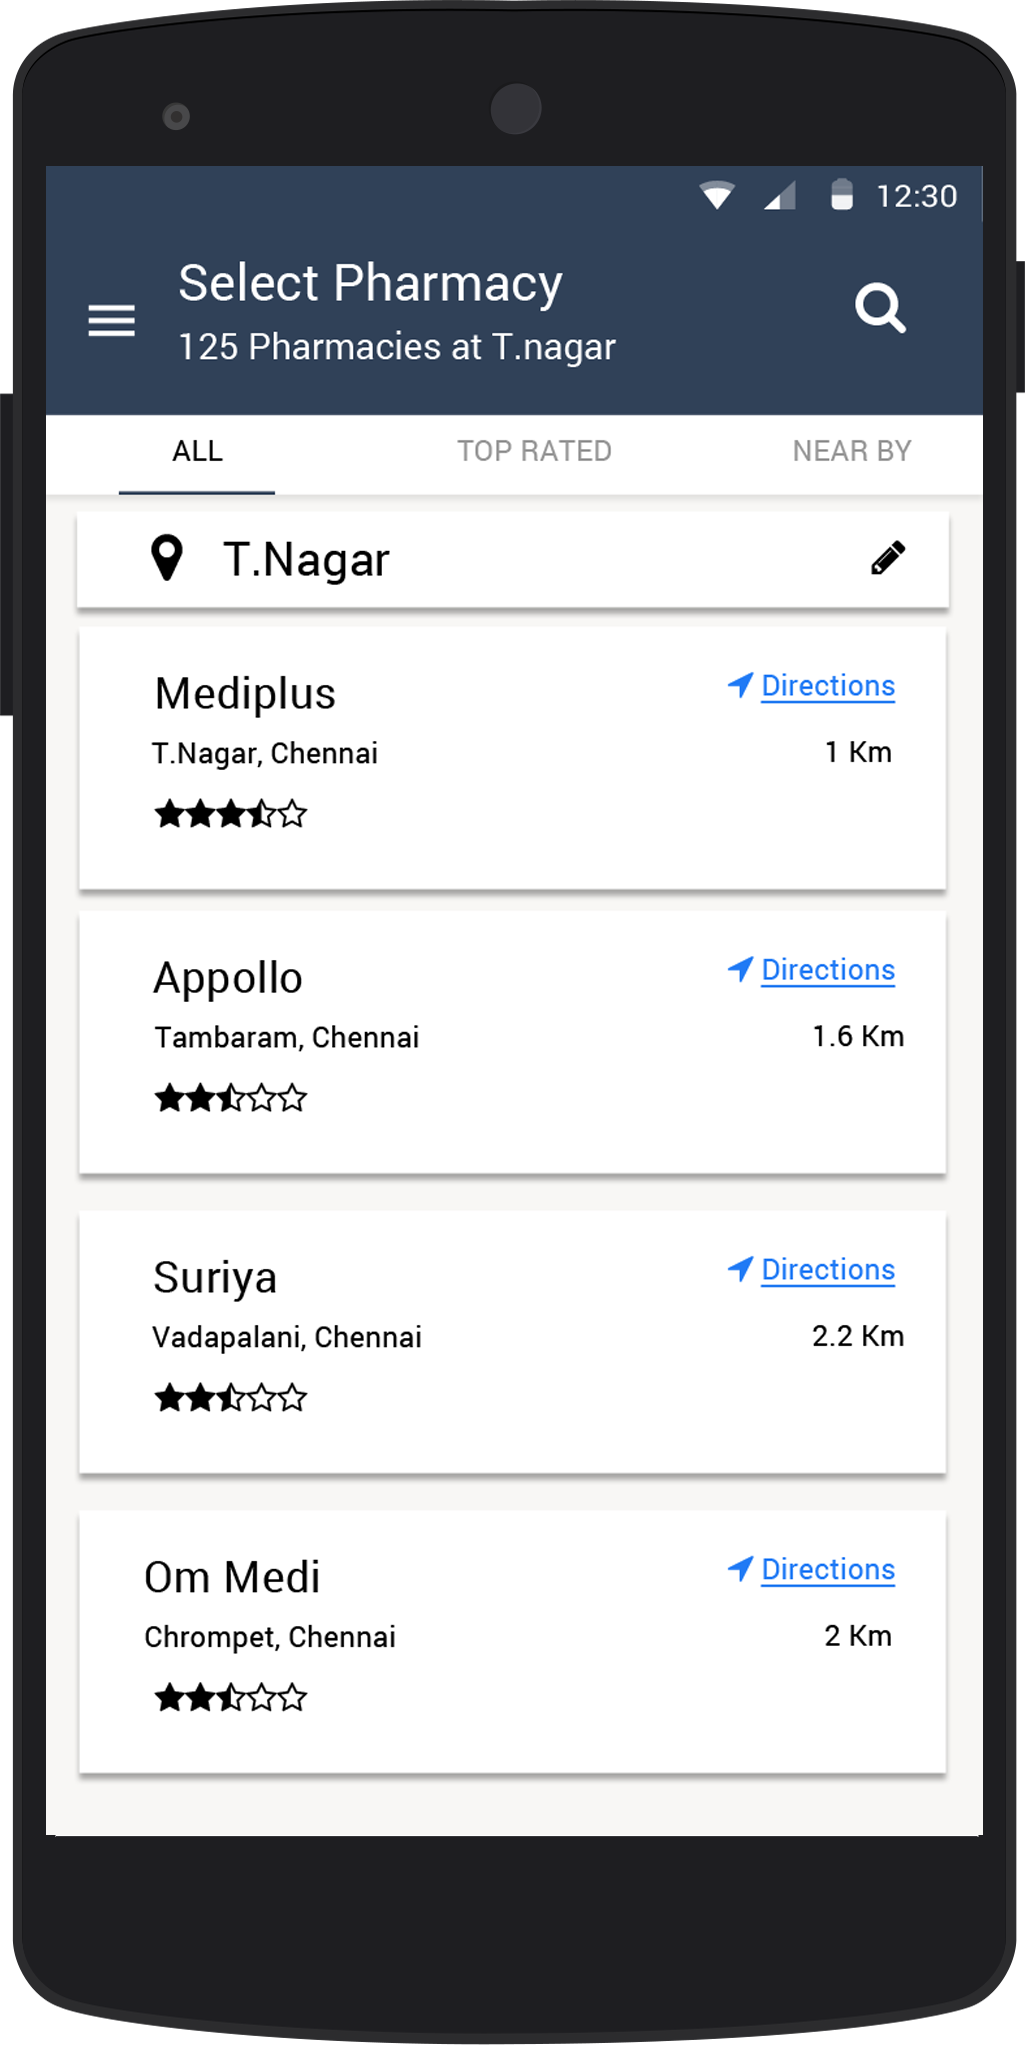 12:30
Select Pharmacy
125 Pharmacies at T.nagar
ALL TOP RATED NEAR BY
T.Nagar
Mediplus Directions
T.Nagar, Chennai 1 Km
Appollo Directions
Tambaram, Chennai 1.6 Km
Suriya Directions
Vadapalani, Chennai 2.2 Km
Om Medi Directions
Chrompet, Chennai 2 Km